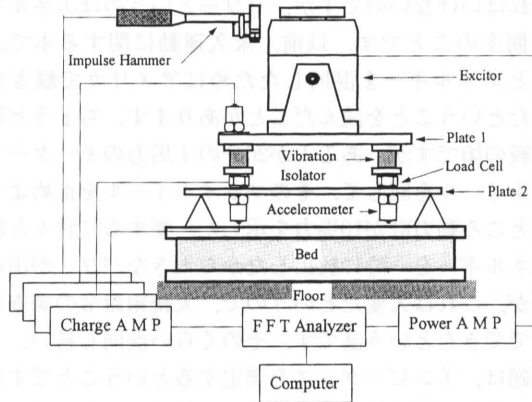 Impulse Hammer
Excitor
Plate 1
Vibration
Isolator
Load Cell
Plate 2
Accelerometer
Bed
Floor
Charge A M P
F F T Analyzer
Power A M P
Computer